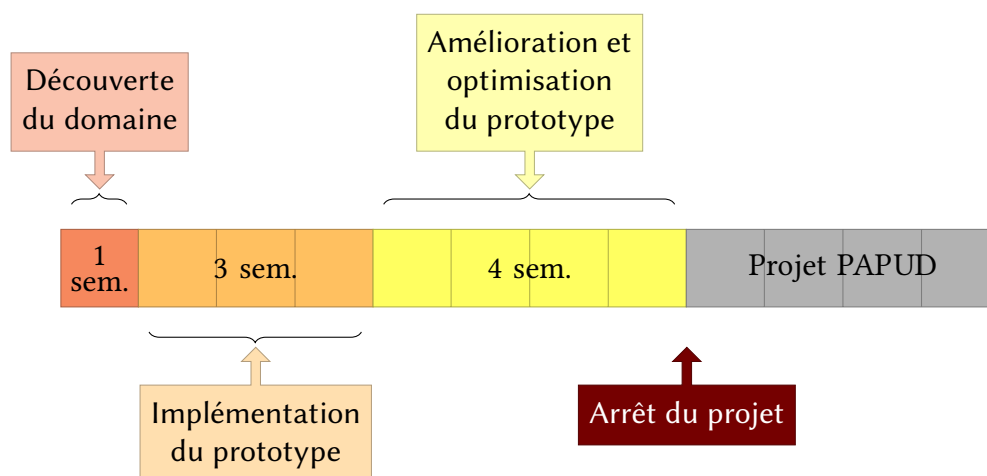 Amélioration et
optimisation
du prototype
Découverte
du domaine
1
sem.
3 sem.
4 sem.
Projet PAPUD
Implémentation
du prototype
Arrêt du projet